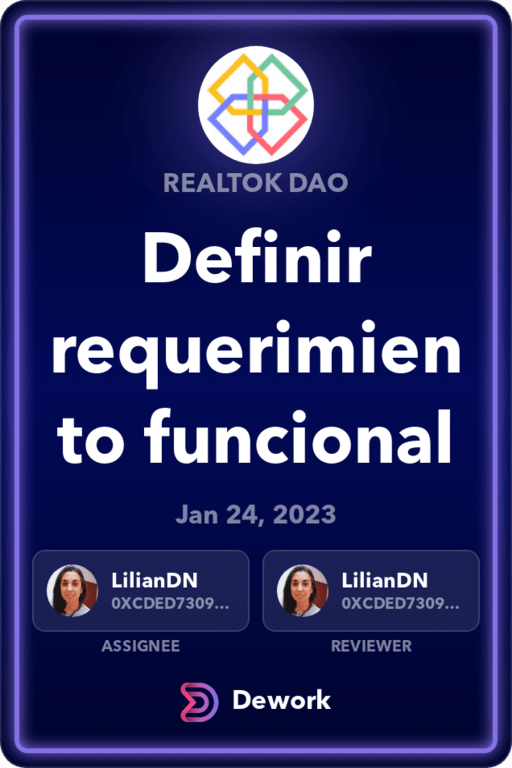 REALTOK DAO
Definir
requerimien
to funcional
Jan 24, 2023
LilianDN
0XCDED7309...
ASSIGNEE
LilianDN
0XCDED7309...
REVIEWER
Dework